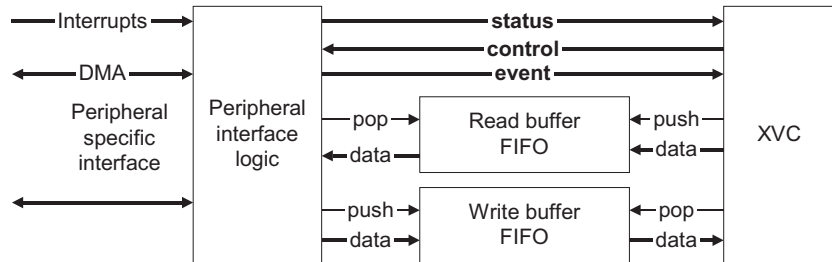 Interrupts
status
control
DMA
event
Peripheral
specific
interface
Peripheral
interface
logic
pop
data
Read buffer
FIFO
push
data
XVC
push
data
Write buffer
FIFO
pop
data